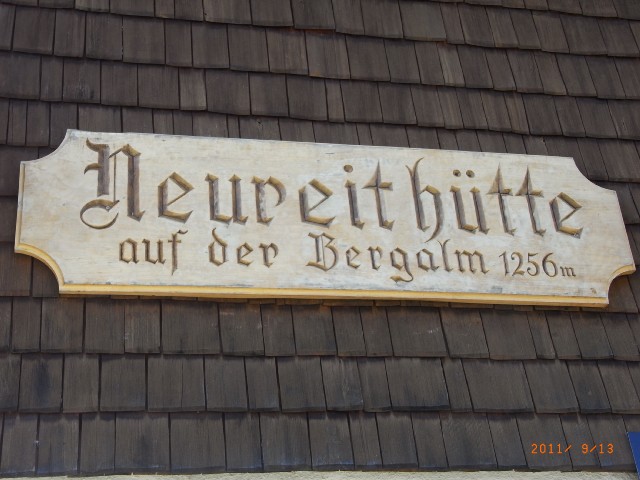 Neureithütte
auf der Bergalm 1256m
2011/ 9/13